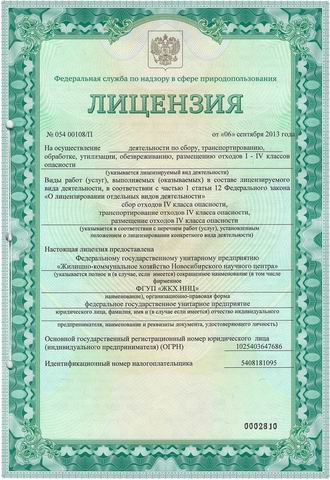 Федеральная служба по надзору в сфере природопользования
ЛИЦЕНЗИЯ
№ 054 00108/П от «06» сентября 2013 года
На осуществление деятельности по сбору, транспортированию,
обработке, утилизации, обезвреживанию, размещению отходов I - IV классов
опасности
(указывается лицензируемый вид деятельности)
Виды работ (услуг), выполняемых (оказываемых) в составе лицензируемого
вида деятельности, в соответствии с частью 1 статьи 12 Федерального закона
«О лицензировании отдельных видов деятельности»
сбор отходов IV класса опасности,
транспортирование отходов IV класса опасности,
размещение отходов IV класса опасности
(указывается в соответствии с перечнем работ (услуг), установленным
положением о лицензировании конкретного вида деятельности)
Настоящая лицензия предоставлена
Федеральному государственному унитарному предприятию
«Жилищно-коммунальное хозяйство Новосибирского научного центра»
(указывается полное и (в случае, если имеется) сокращенное наименование (в том числе
фирменное
ФГУП «ЖКХ ННЦ»
наименование), организационно-правовая форма
федеральное государственное унитарное предприятие
юридического лица, фамилия, имя и (в случае если имеется) отчество индивидуального
предпринимателя, наименование и реквизиты документа, удостоверяющего личность)
Основной государственный регистрационный номер юридического лица
(индивидуального предпринимателя) (ОГРН) 1025403647686
Идентификационный номер налогоплательщика 5408181095
0002810